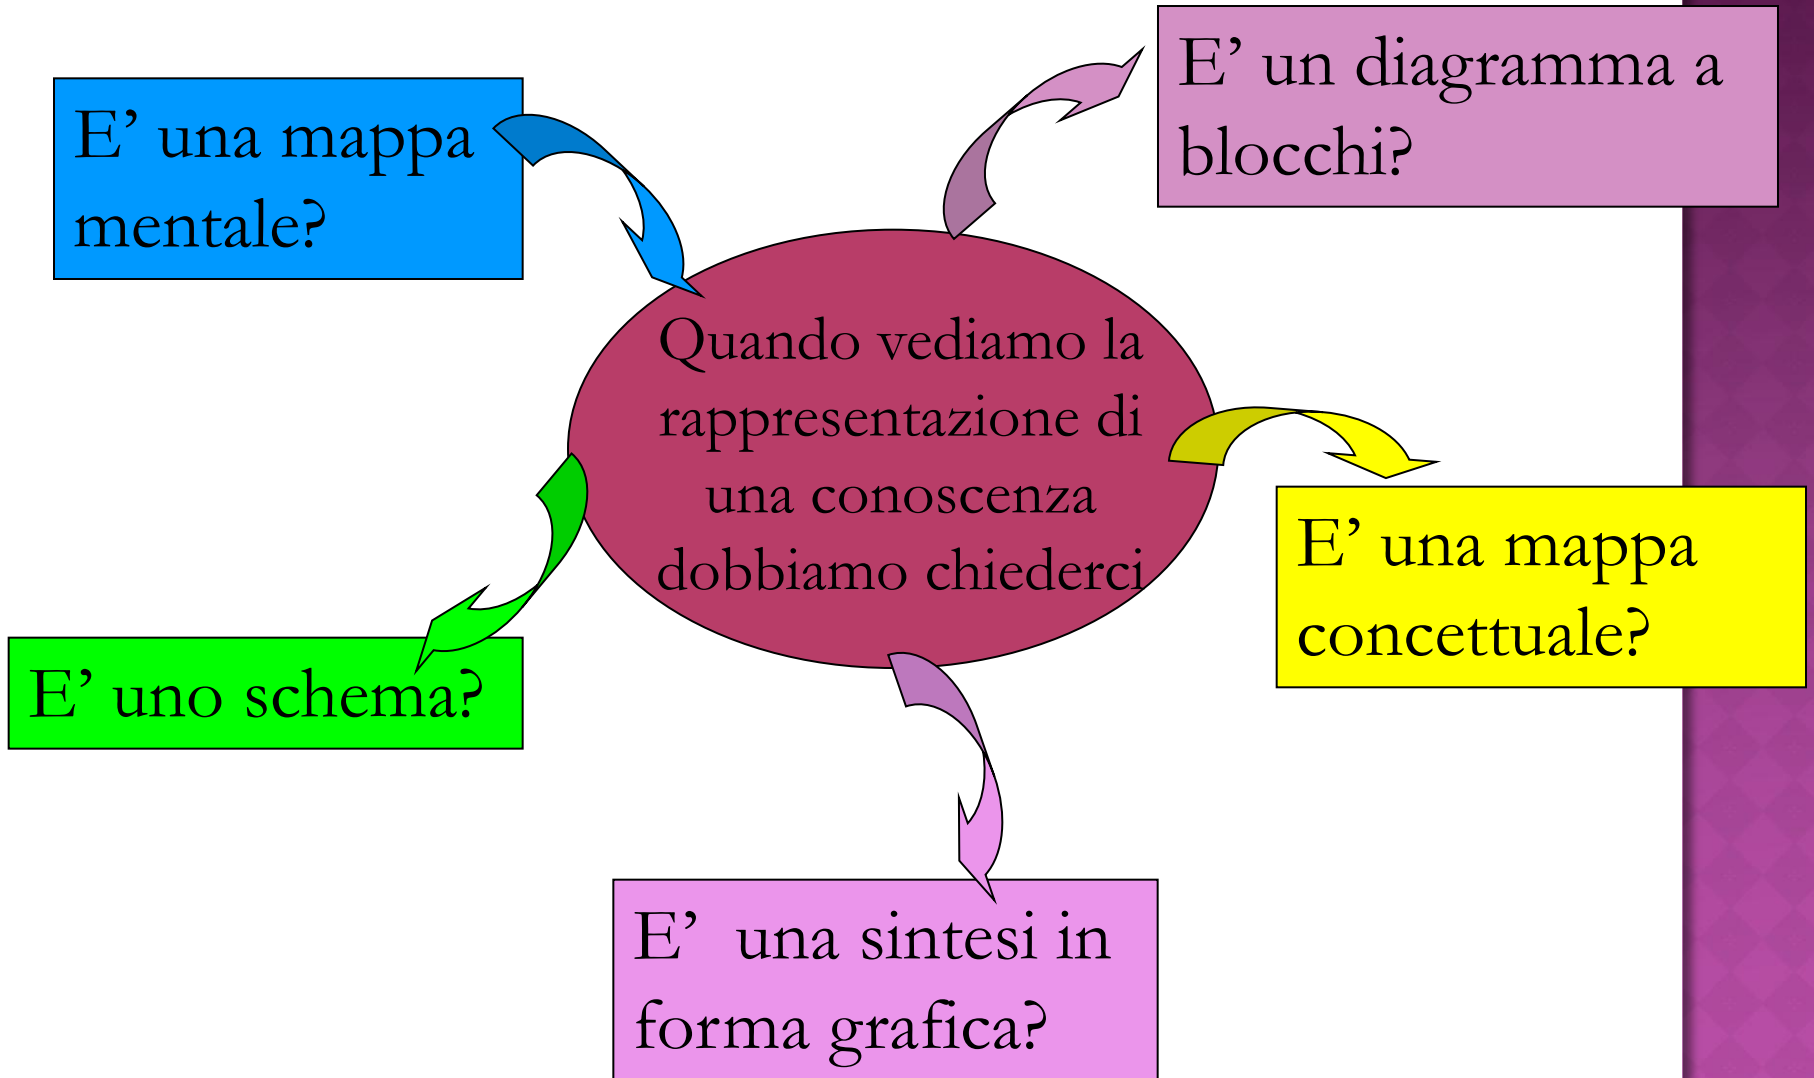 E’ una mappa
mentale?
E’ un diagramma a
blocchi?
Quando vediamo la
rappresentazione di
una conoscenza
dobbiamo chiederci
E’ una mappa
concettuale?
E’ uno schema?
E’ una sintesi in
forma grafica?